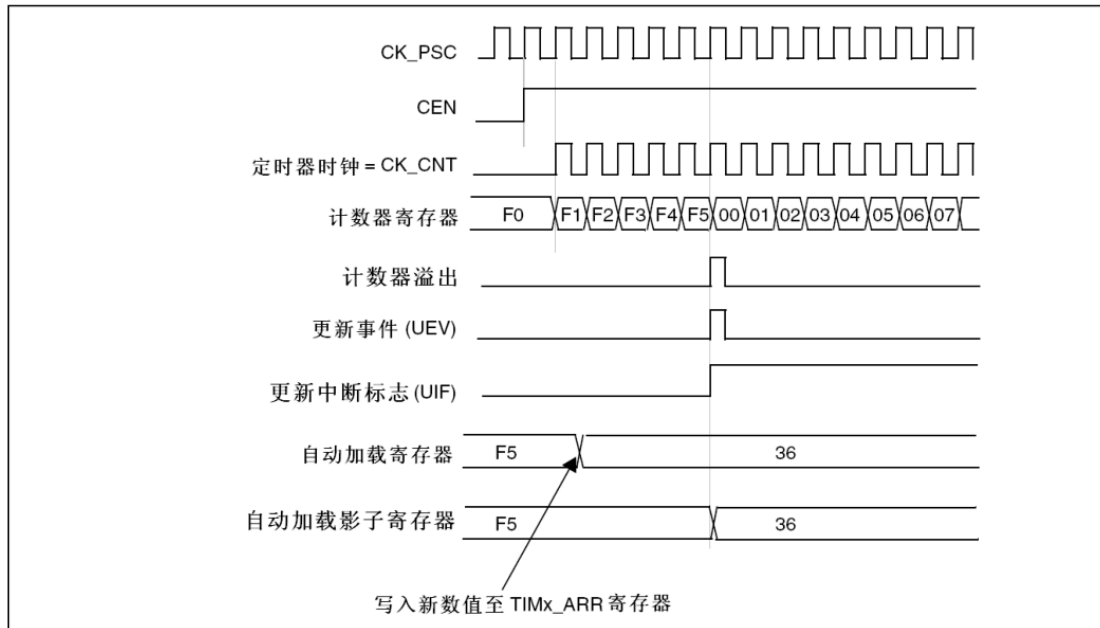 CK_PSC
CEN
定时器时钟 = CK_CNT
计数器寄存器 F0 F1 F2 F3 F4 F5 00 01 02 03 04 05 06 07
计数器溢出
更新事件 (UEV)
更新中断标志 (UIF)
自动加载寄存器 F5 36
自动加载影子寄存器 F5 36
写入新数值至 TIMx_ARR 寄存器